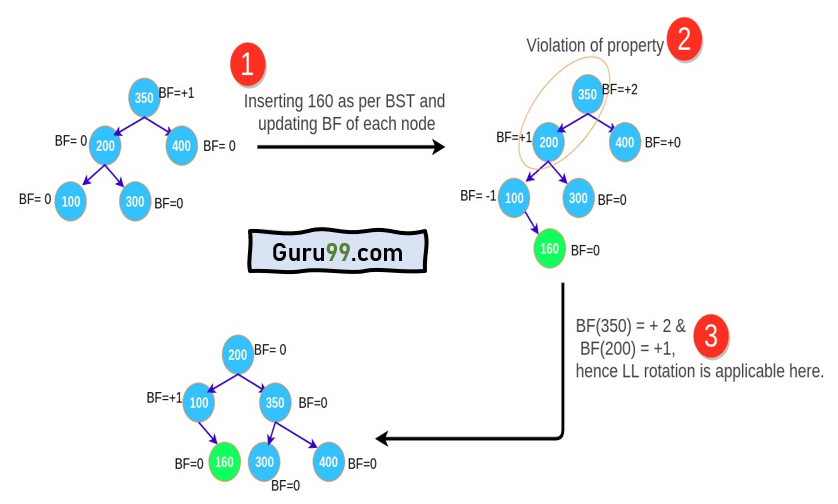 1
Inserting 160 as per BST and
updating BF of each node
350 BF=+1
BF= 0 200
400 BF= 0
BF= 0 100
300 BF=0
Violation of property 2
350 BF=+2
BF=+1 200
400 BF=+0
BF= -1 100
300 BF=0
160 BF=0
Guru99.com
BF(350) = + 2 &
BF(200) = +1,
hence LL rotation is applicable here.
3
200 BF= 0
BF=+1 100
350 BF=0
BF=0 160
300
BF=0
400 BF=0